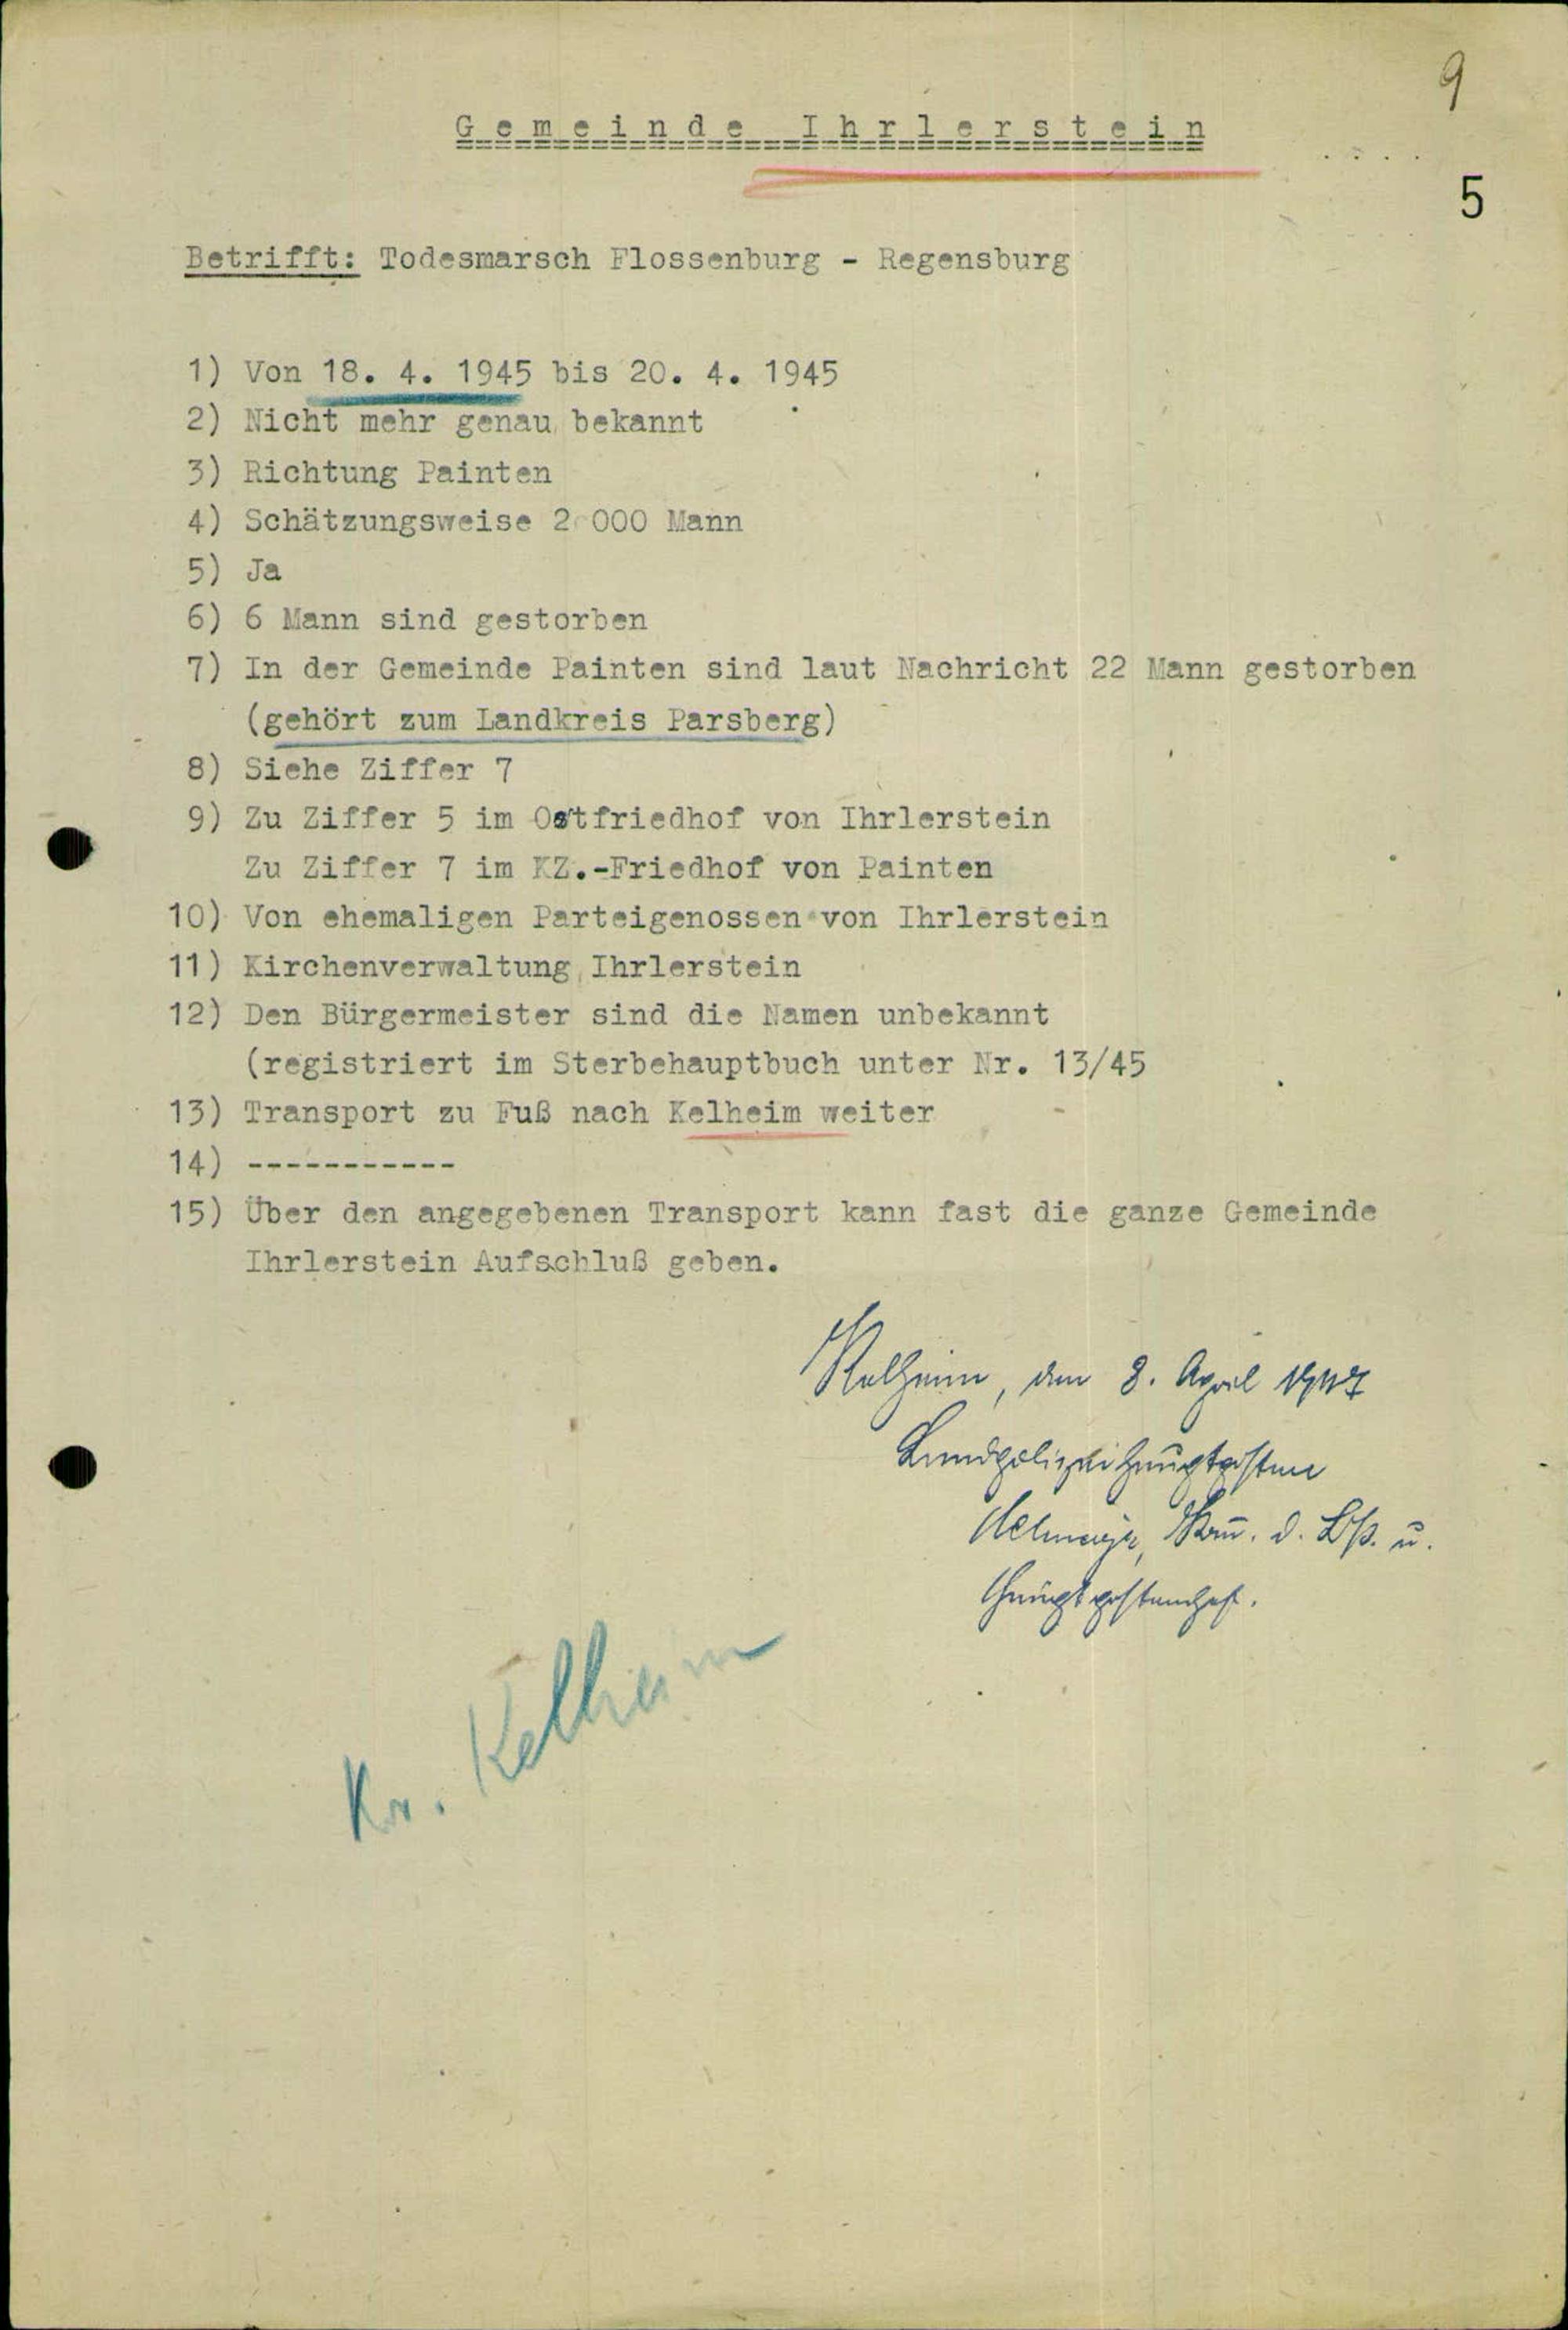 9
Gemeinde Ihrlerstein
5
Betrifft: Todesmarsch Flossenburg - Regensburg
1) Von 18. 4. 1945 bis 20. 4. 1945
2) Nicht mehr genau bekannt
3) Richtung Painten
4) Schätzungsweise 2 000 Mann
5) Ja
6) 6 Mann sind gestorben
7) In der Gemeinde Painten sind laut Nachricht 22 Mann gestorben
(gehört zum Landkreis Parsberg)
8) Siehe Ziffer 7
9) Zu Ziffer 5 im Ostfriedhof von Ihrlerstein
Zu Ziffer 7 im KZ.-Friedhof von Painten
10) Von ehemaligen Parteigenossen von Ihrlerstein
11) Kirchenverwaltung Ihrlerstein
12) Den Bürgermeister sind die Namen unbekannt
(registriert im Sterbehauptbuch unter Nr. 13/45
13) Transport zu Fuß nach Kelheim weiter
14) -----------
15) Über den angegebenen Transport kann fast die ganze Gemeinde
Ihrlerstein Aufschluß geben.
Kelheim, den 8. April 1947
Landpolizeihauptposten
d. Lp. u.
Hauptpostenchef.
Kr. Kelheim